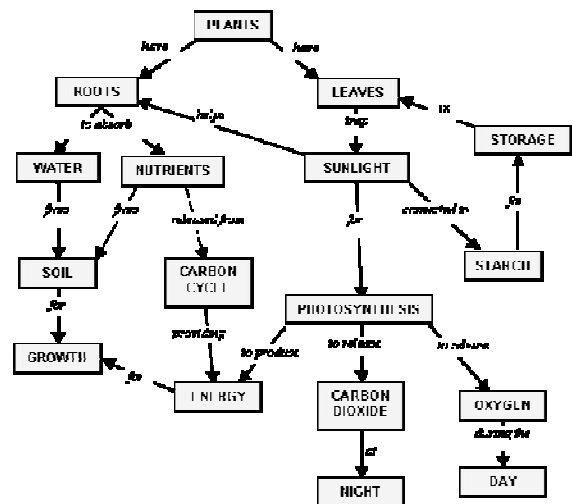 PLANTS
have
have
ROOTS
LEAVES
to absorb
helps
trap
STORAGE
WATER
NUTRIENTS
SUNLIGHT
from
from
released from
for
converted to
for
SOIL
CARBON
CYCLE
STARCH
for
providing
PHOTOSYNTHESIS
to produce
to release
to release
GROWTH
for
ENERGY
CARBON
DIOXIDE
OXYGEN
at
during the
NIGHT
DAY